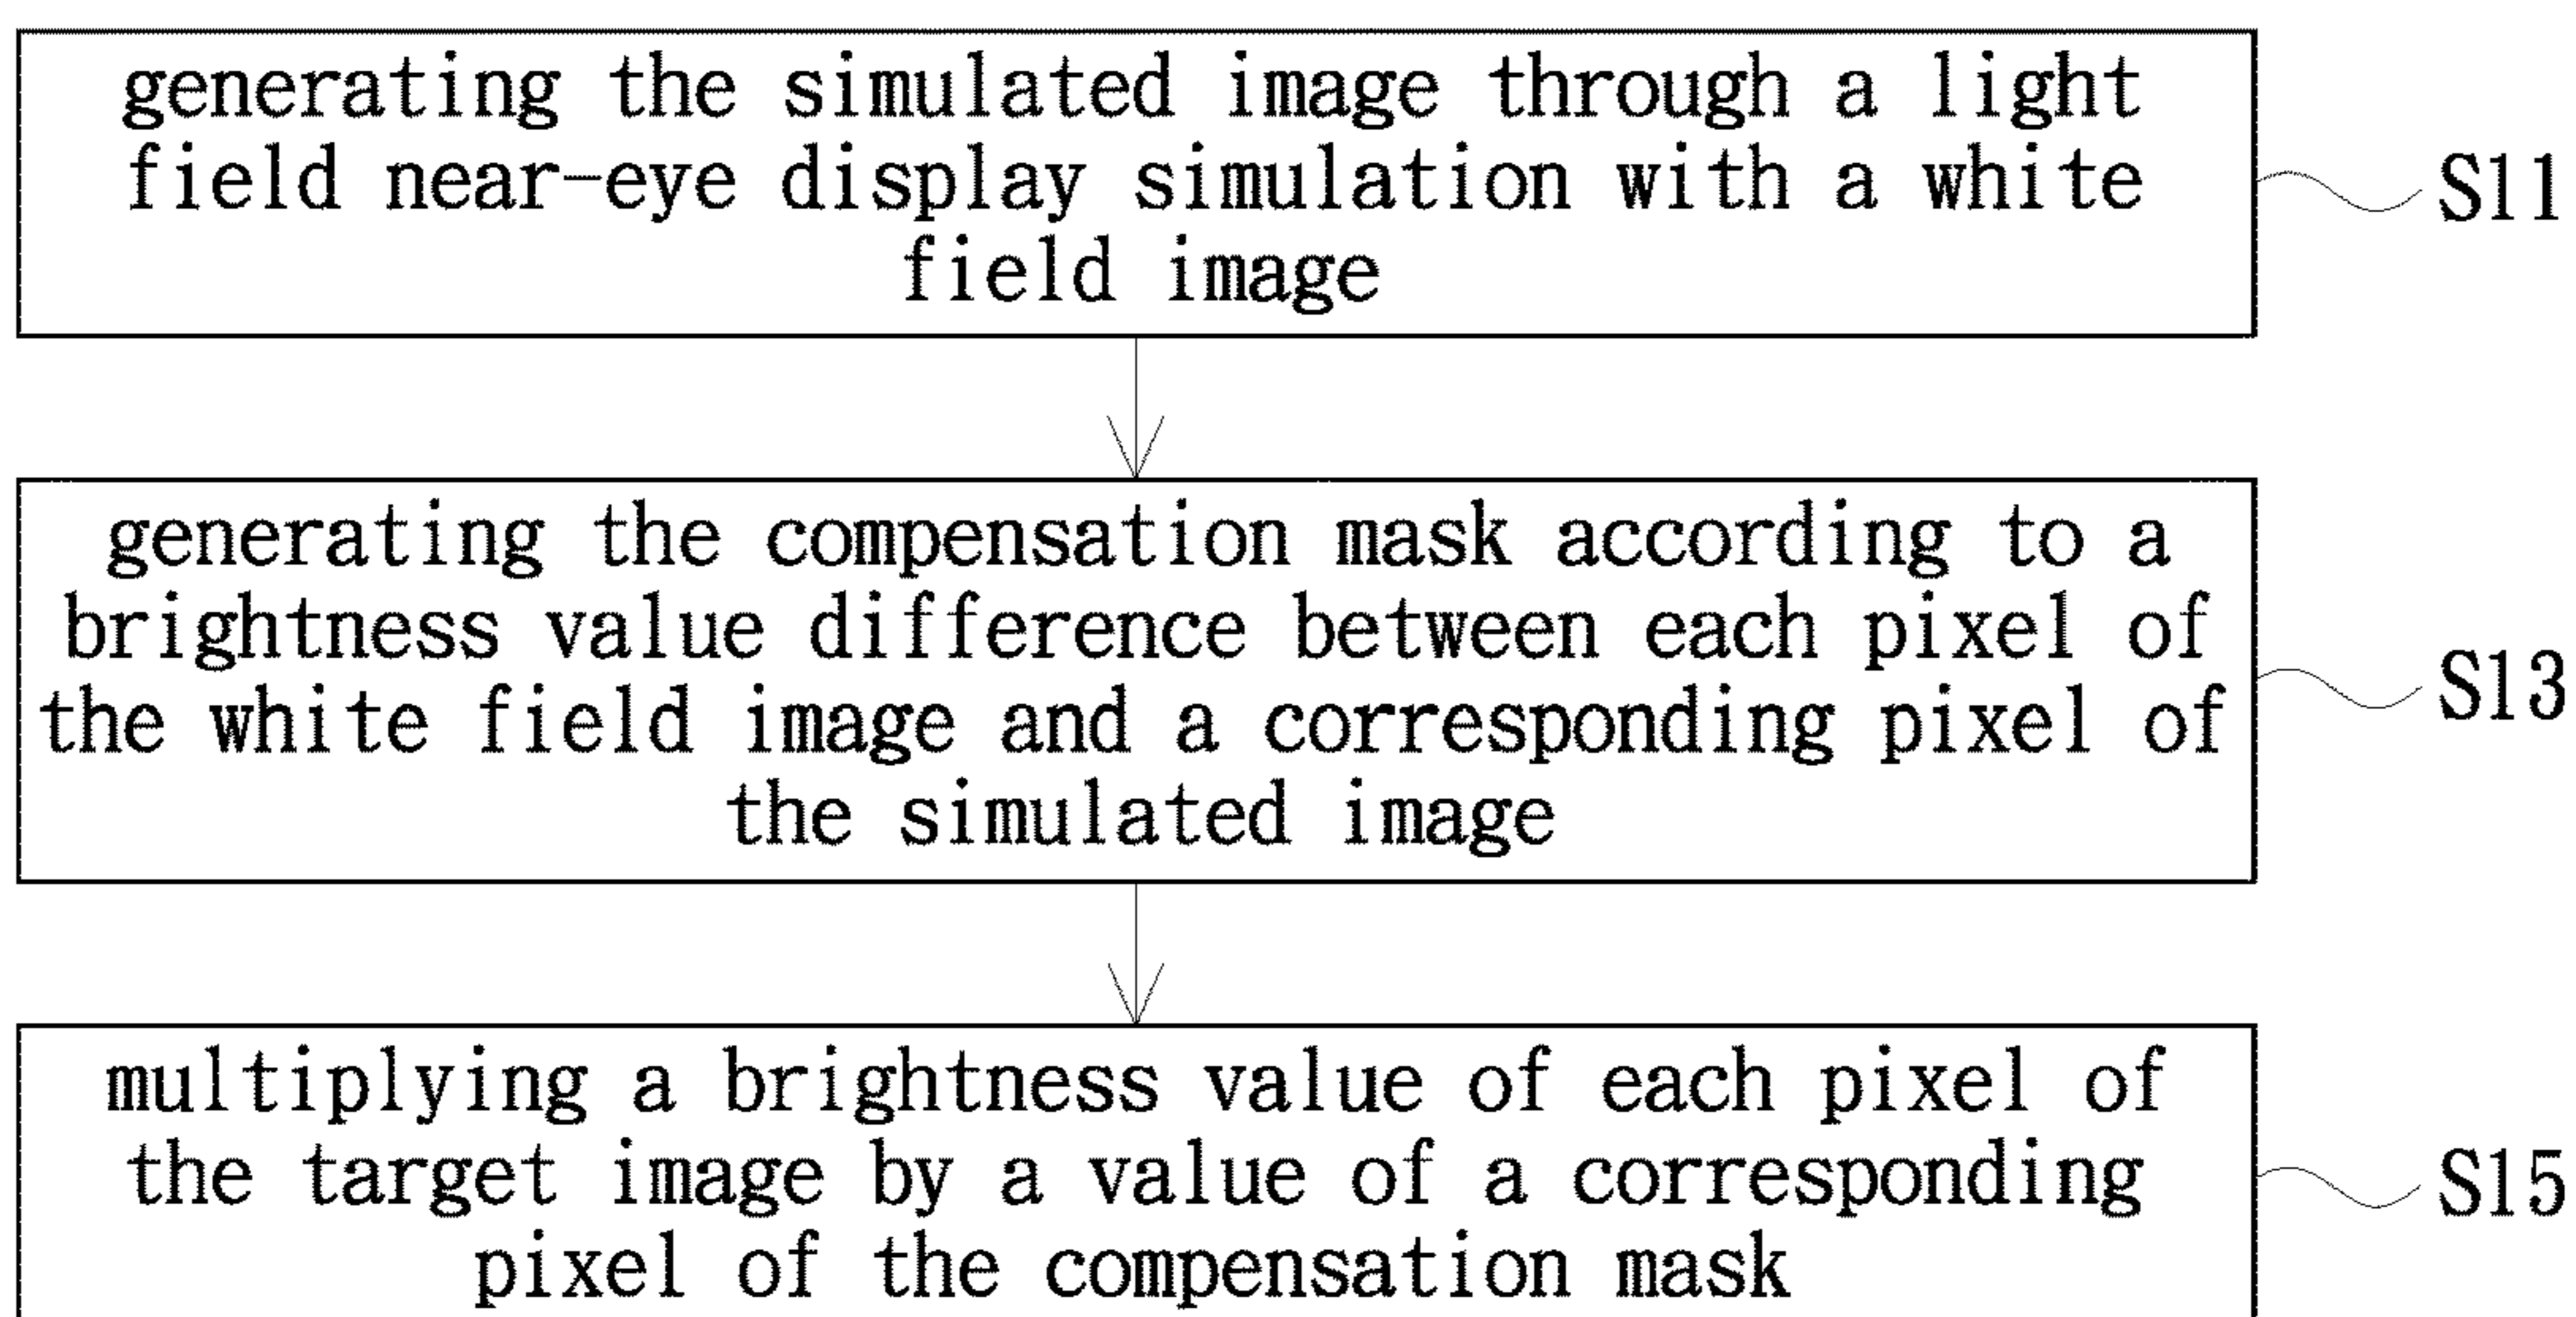 generating the simulated image through a light
field near-eye display simulation with a white
field image
S11
generating the compensation mask according to a
brightness value difference between each pixel of
the white field image and a corresponding pixel of
the simulated image
S13
multiplying a brightness value of each pixel of
the target image by a value of a corresponding
pixel of the compensation mask
S15